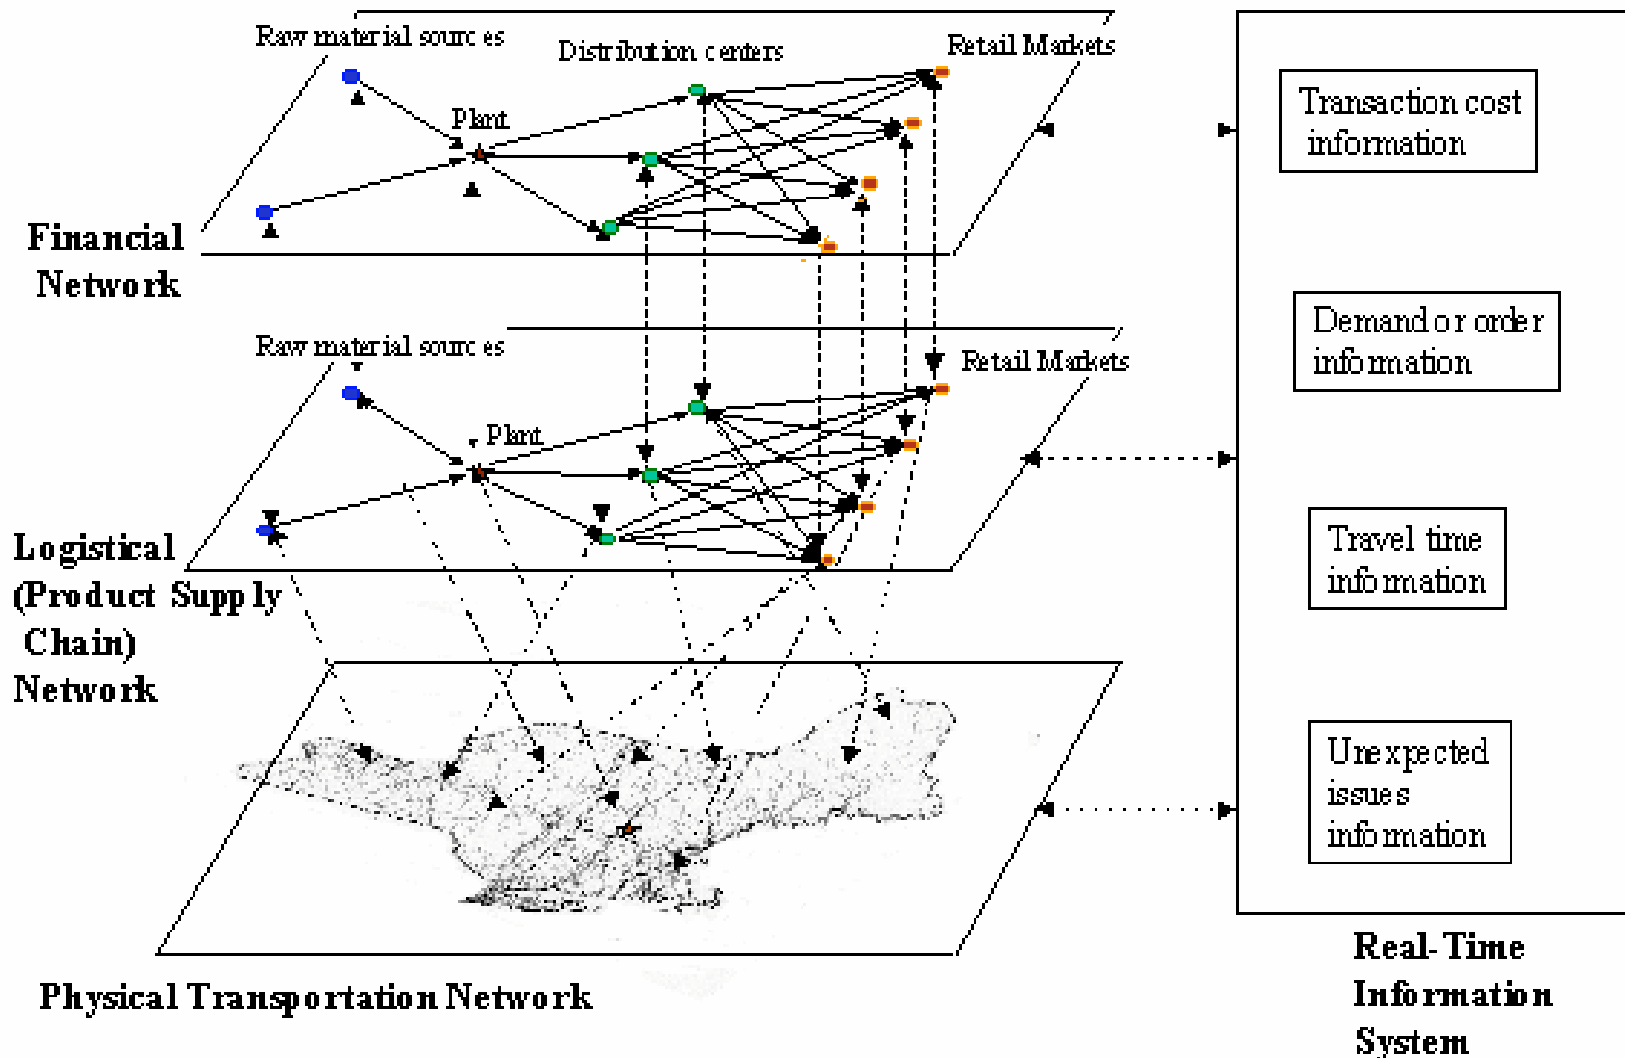 Raw material sources
Distribution centers
Retail Markets
Plant
Financial
Network
Raw material sources
Retail Markets
Plant
Logistical
(Product Supply
Chain)
Network
Physical Transportation Network
Transaction cost
information
Demand or order
information
Travel time
information
Unexpected
issues
information
Real-Time
Information
System